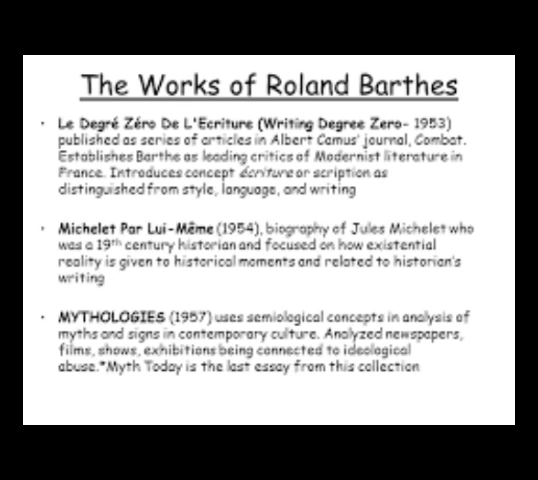 The Works of Roland Barthes
• Le Degré Zéro De L'Ecriture (Writing Degree Zero- 1953)
published as series of articles in Albert Camus' journal, Combat.
Establishes Barthe as leading critics of Modernist literature in
France. Introduces concept écriture or scription as
distinguished from style, language, and writing
• Michelet Par Lui-Même (1954), biography of Jules Michelet who
was a 19th century historian and focused on how existential
reality is given to historical moments and related to historian's
writing
• MYTHOLOGIES (1957) uses semiological concepts in analysis of
myths and signs in contemporary culture. Analyzed newspapers,
films, shows, exhibitions being connected to ideological
abuse.*Myth Today is the last essay from this collection